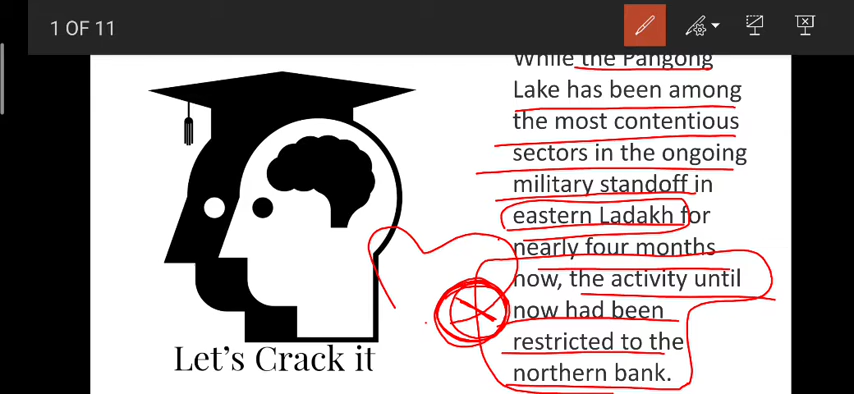 1 OF 11
While the Pangong
Lake has been among
the most contentious
sectors in the ongoing
military standoff in
eastern Ladakh for
nearly four months
now, the activity until
now had been
restricted to the
northern bank.
Let's Crack it